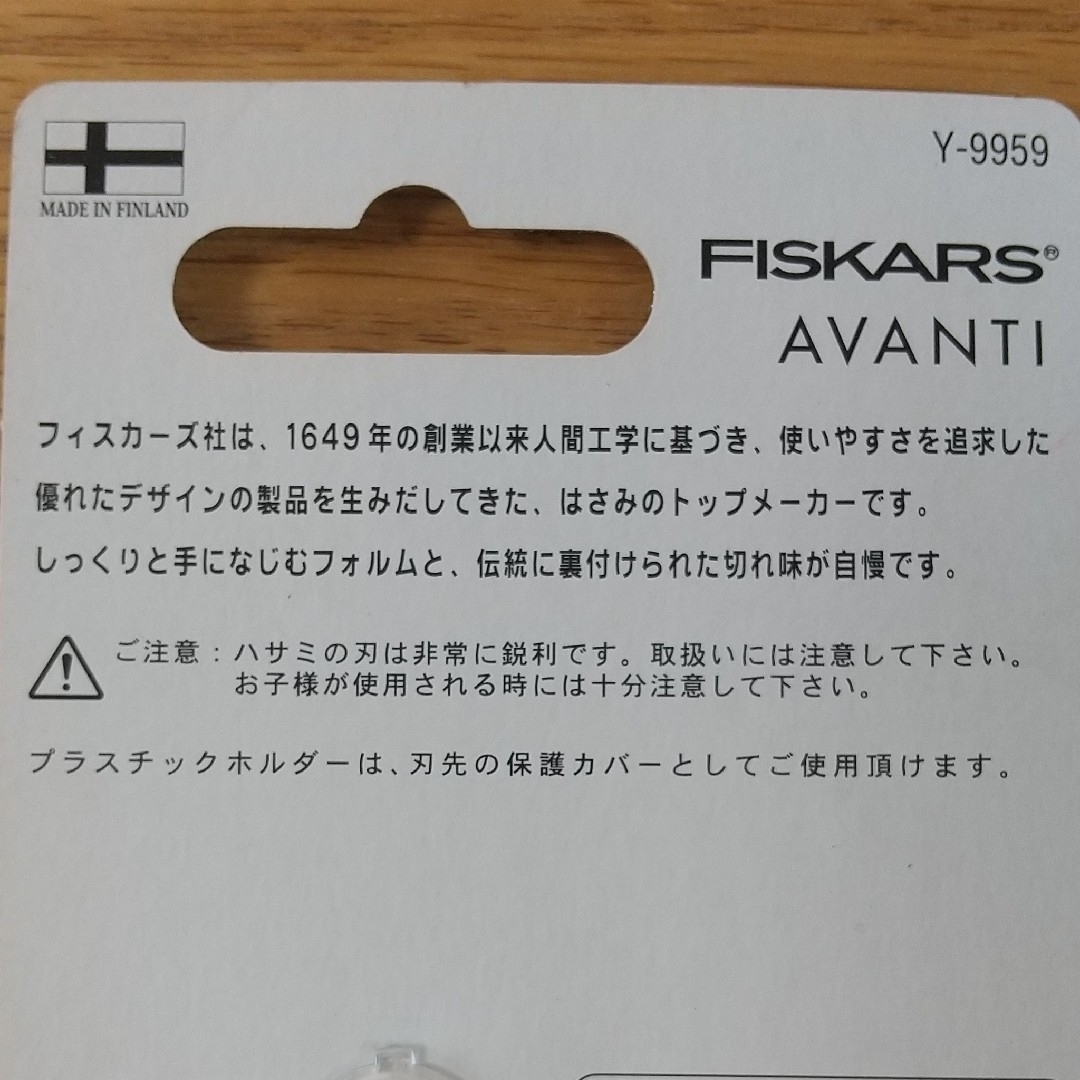 Y-9959
MADE IN FINLAND
FISKARS®
AVANTI
フィスカーズ社は、1649年の創業以来人間工学に基づき、使いやすさを追求した
優れたデザインの製品を生みだしてきた、はさみのトップメーカーです。
しっくりと手になじむフォルムと、伝統に裏付けられた切れ味が自慢です。
ご注意：ハサミの刃は非常に鋭利です。取扱いには注意して下さい。
お子様が使用される時には十分注意して下さい。
プラスチックホルダーは、刃先の保護カバーとしてご使用頂けます。